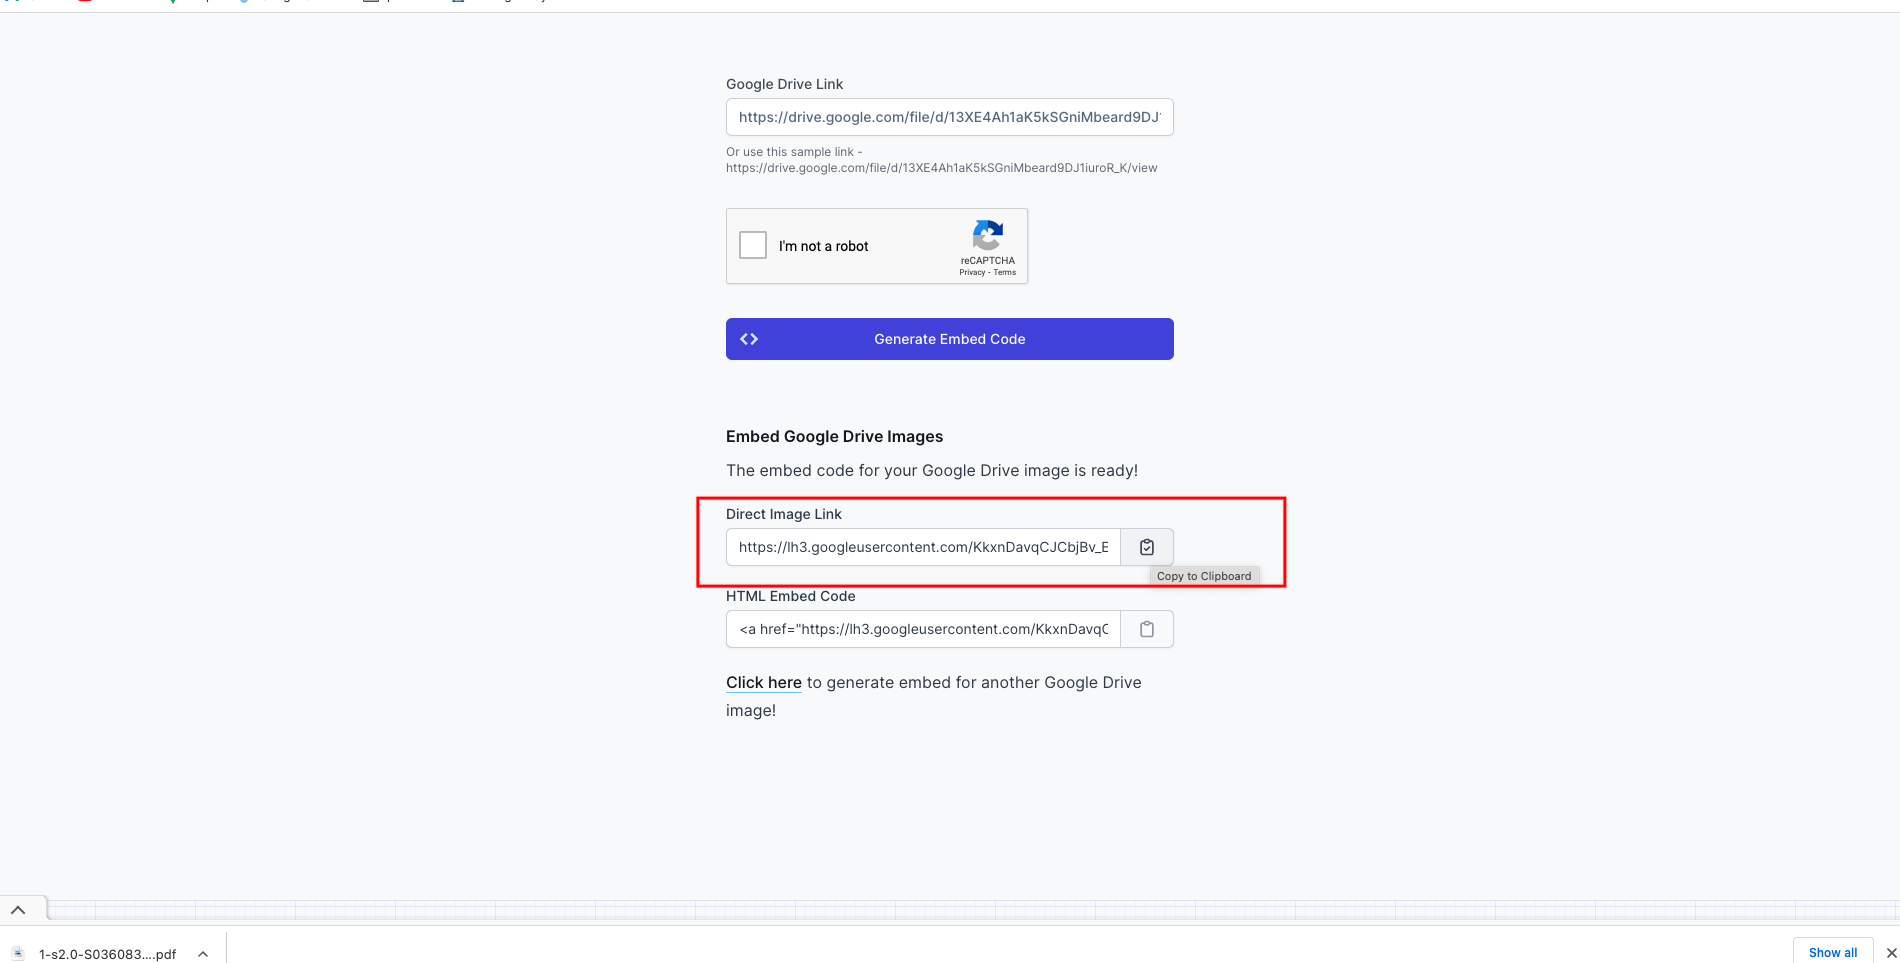 Google Drive Link
https://drive.google.com/file/d/13XE4Ah1aK5kSGniMbeard9DJ1
Or use this sample link -
https://drive.google.com/file/d/13XE4Ah1aK5kSGniMbeard9DJ1iuroR_K/view
I'm not a robot
reCAPTCHA
Privacy - Terms
Generate Embed Code
Embed Google Drive Images
The embed code for your Google Drive image is ready!
Direct Image Link
https://lh3.googleusercontent.com/KkxnDavqCJCbjBv_E
Copy to Clipboard
HTML Embed Code
<a href="https://lh3.googleusercontent.com/KkxnDavqC
Click here to generate embed for another Google Drive
image!
1-s2.0-S036083....pdf
Show all